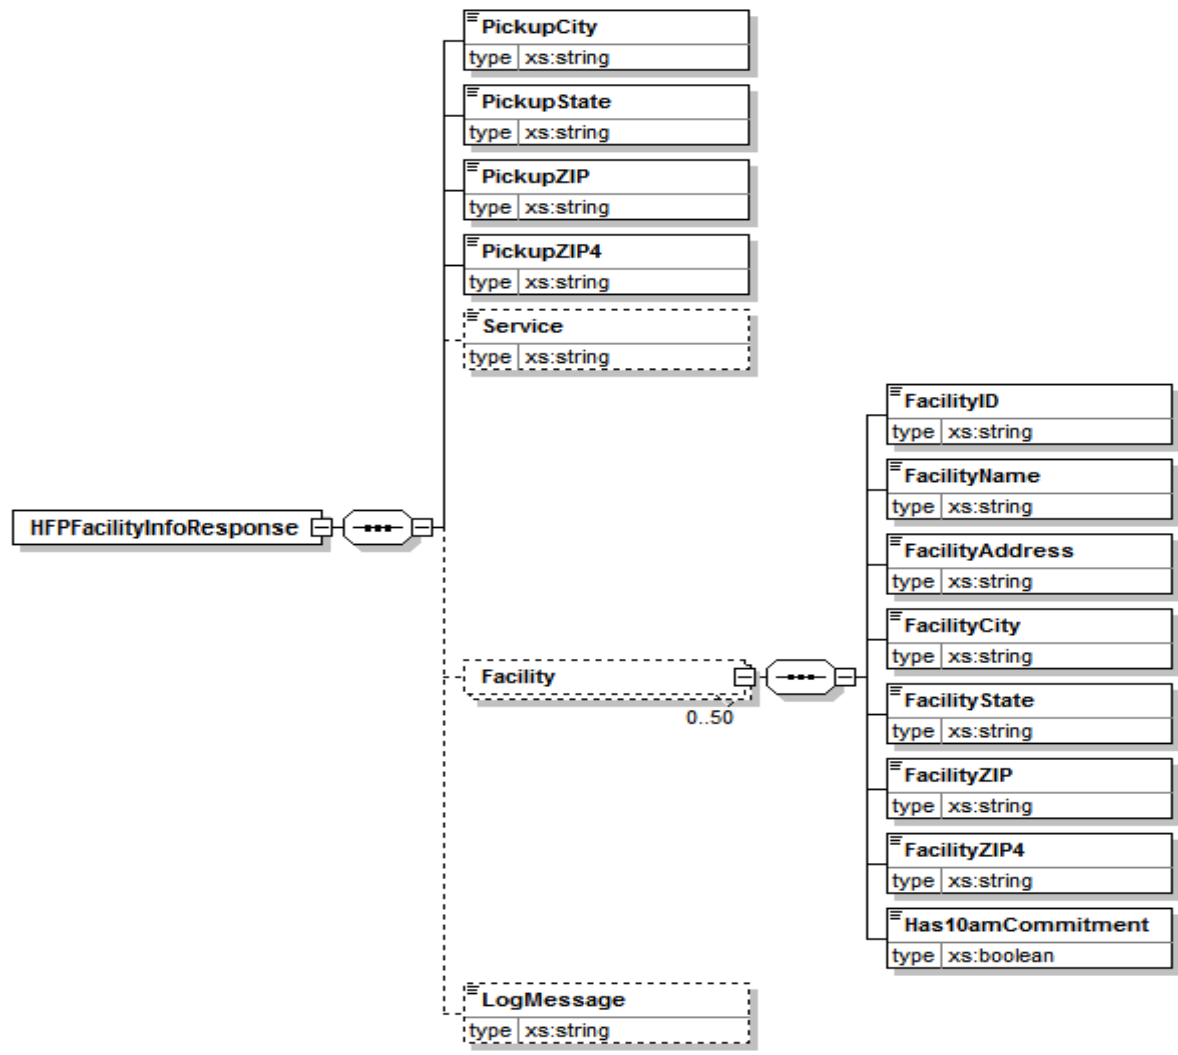 PickupCity
type xs:string
PickupState
type xs:string
PickupZIP
type xs:string
PickupZIP4
type xs:string
Service
type xs:string
HFPFacilityInfoResponse
Facility
0..50
FacilityID
type xs:string
FacilityName
type xs:string
FacilityAddress
type xs:string
FacilityCity
type xs:string
FacilityState
type xs:string
FacilityZIP
type xs:string
FacilityZIP4
type xs:string
Has10amCommitment
type xs:boolean
LogMessage
type xs:string